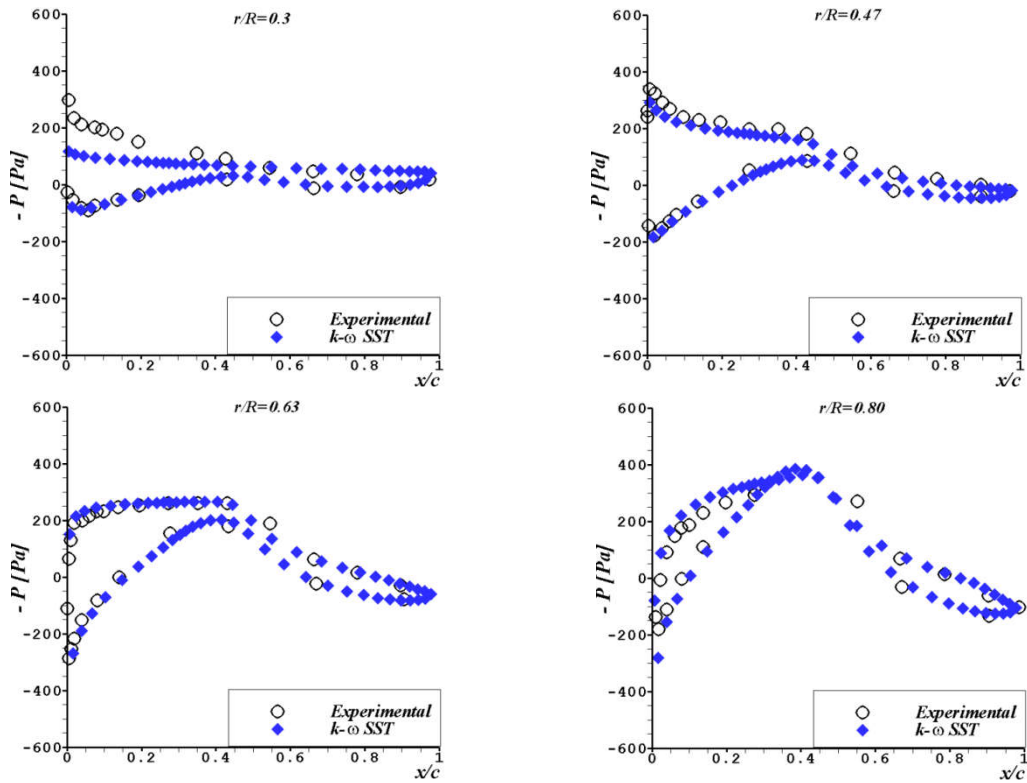 r/R=0.3
600
400
200
0
-200
-400
-600
- P [Pa]
0
0.2
0.4
0.6
0.8
1
x/c
Experimental
k-ω SST
r/R=0.47
600
400
200
0
-200
-400
-600
- P [Pa]
0
0.2
0.4
0.6
0.8
1
x/c
Experimental
k-ω SST
r/R=0.63
600
400
200
0
-200
-400
-600
- P [Pa]
0
0.2
0.4
0.6
0.8
1
x/c
Experimental
k-ω SST
r/R=0.80
600
400
200
0
-200
-400
-600
- P [Pa]
0
0.2
0.4
0.6
0.8
1
x/c
Experimental
k-ω SST